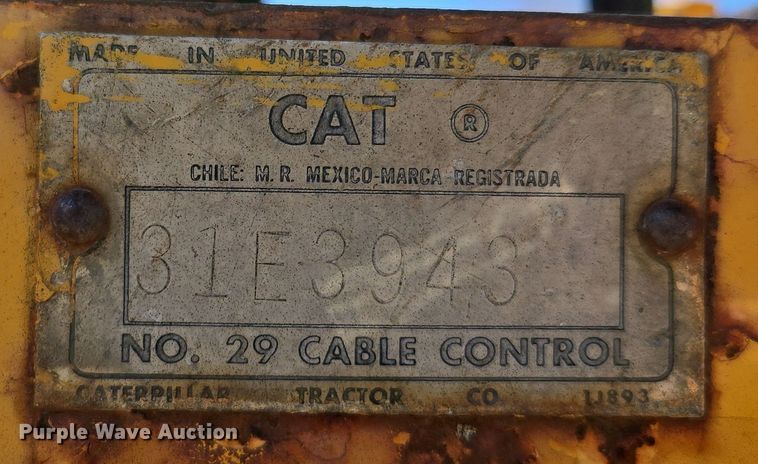 MADE IN UNITED STATES OF AMERICA
CAT ®
CHILE: M.R. MEXICO-MARCA REGISTRADA
31E3943
NO. 29 CABLE CONTROL
CATERPILLAR TRACTOR CO. 1J893
Purple Wave Auction